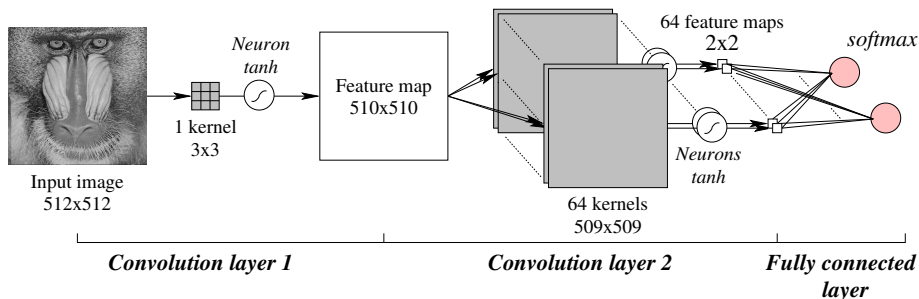 Input image
512x512
1 kernel
3x3
Neuron
tanh
Feature map
510x510
64 kernels
509x509
64 feature maps
2x2
Neurons
tanh
softmax
Convolution layer 1
Convolution layer 2
Fully connected
layer